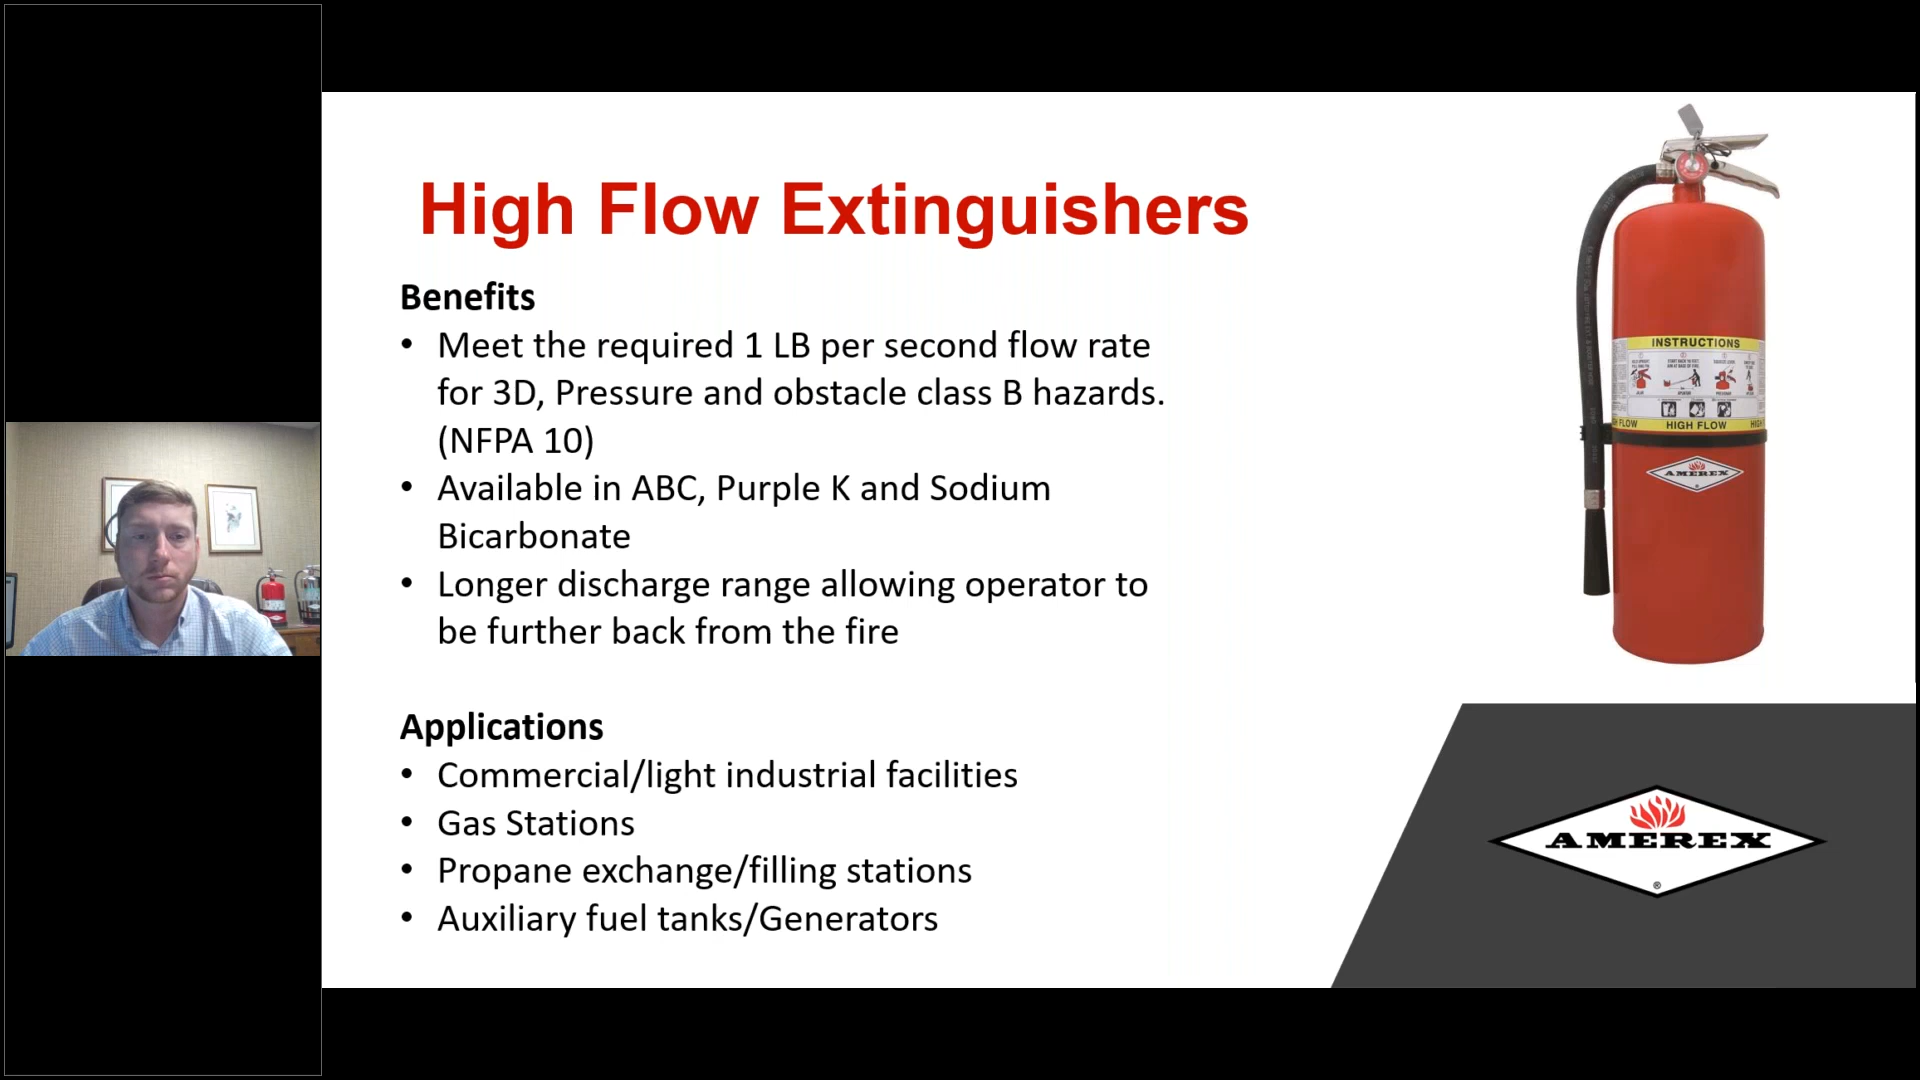 High Flow Extinguishers
Benefits
• Meet the required 1 LB per second flow rate
for 3D, Pressure and obstacle class B hazards.
(NFPA 10)
• Available in ABC, Purple K and Sodium
Bicarbonate
• Longer discharge range allowing operator to
be further back from the fire
Applications
• Commercial/light industrial facilities
• Gas Stations
• Propane exchange/filling stations
• Auxiliary fuel tanks/Generators
INSTRUCTIONS
FLOW HIGH FLOW HIGH
AMEREX
AMEREX
®